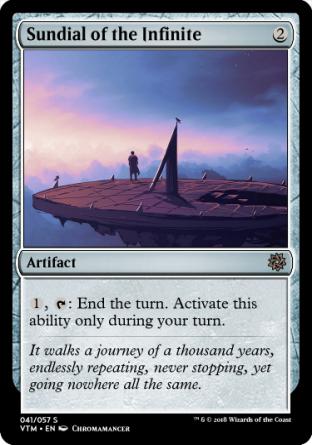 Sundial of the Infinite 2
Artifact
1, : End the turn. Activate this
ability only during your turn.
It walks a journey of a thousand years,
endlessly repeating, never stopping, yet
going nowhere all the same.
041/057 S
VTM • EN CHROMAMANCER
™ & © 2018 Wizards of the Coast